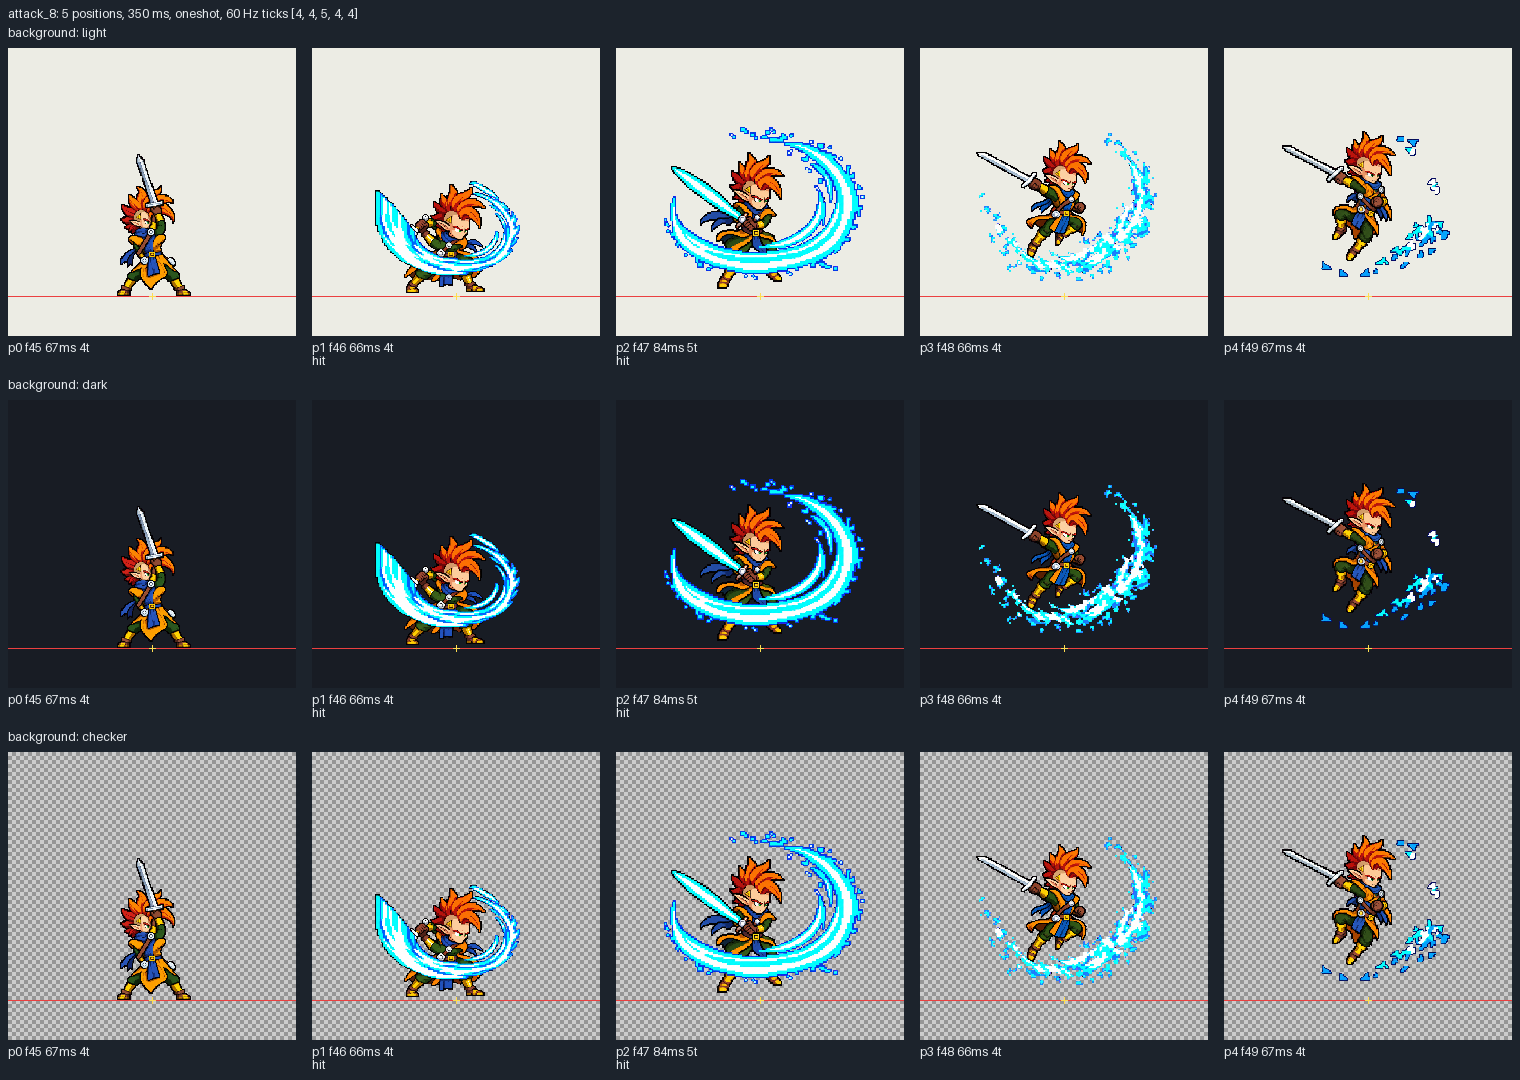 attack_8: 5 positions, 350 ms, oneshot, 60 Hz ticks [4, 4, 5, 4, 4]
background: light
p0 f45 67ms 4t
p1 f46 66ms 4t
hit
p2 f47 84ms 5t
hit
p3 f48 66ms 4t
p4 f49 67ms 4t
background: dark
p0 f45 67ms 4t
p1 f46 66ms 4t
hit
p2 f47 84ms 5t
hit
p3 f48 66ms 4t
p4 f49 67ms 4t
background: checker
p0 f45 67ms 4t
p1 f46 66ms 4t
hit
p2 f47 84ms 5t
hit
p3 f48 66ms 4t
p4 f49 67ms 4t